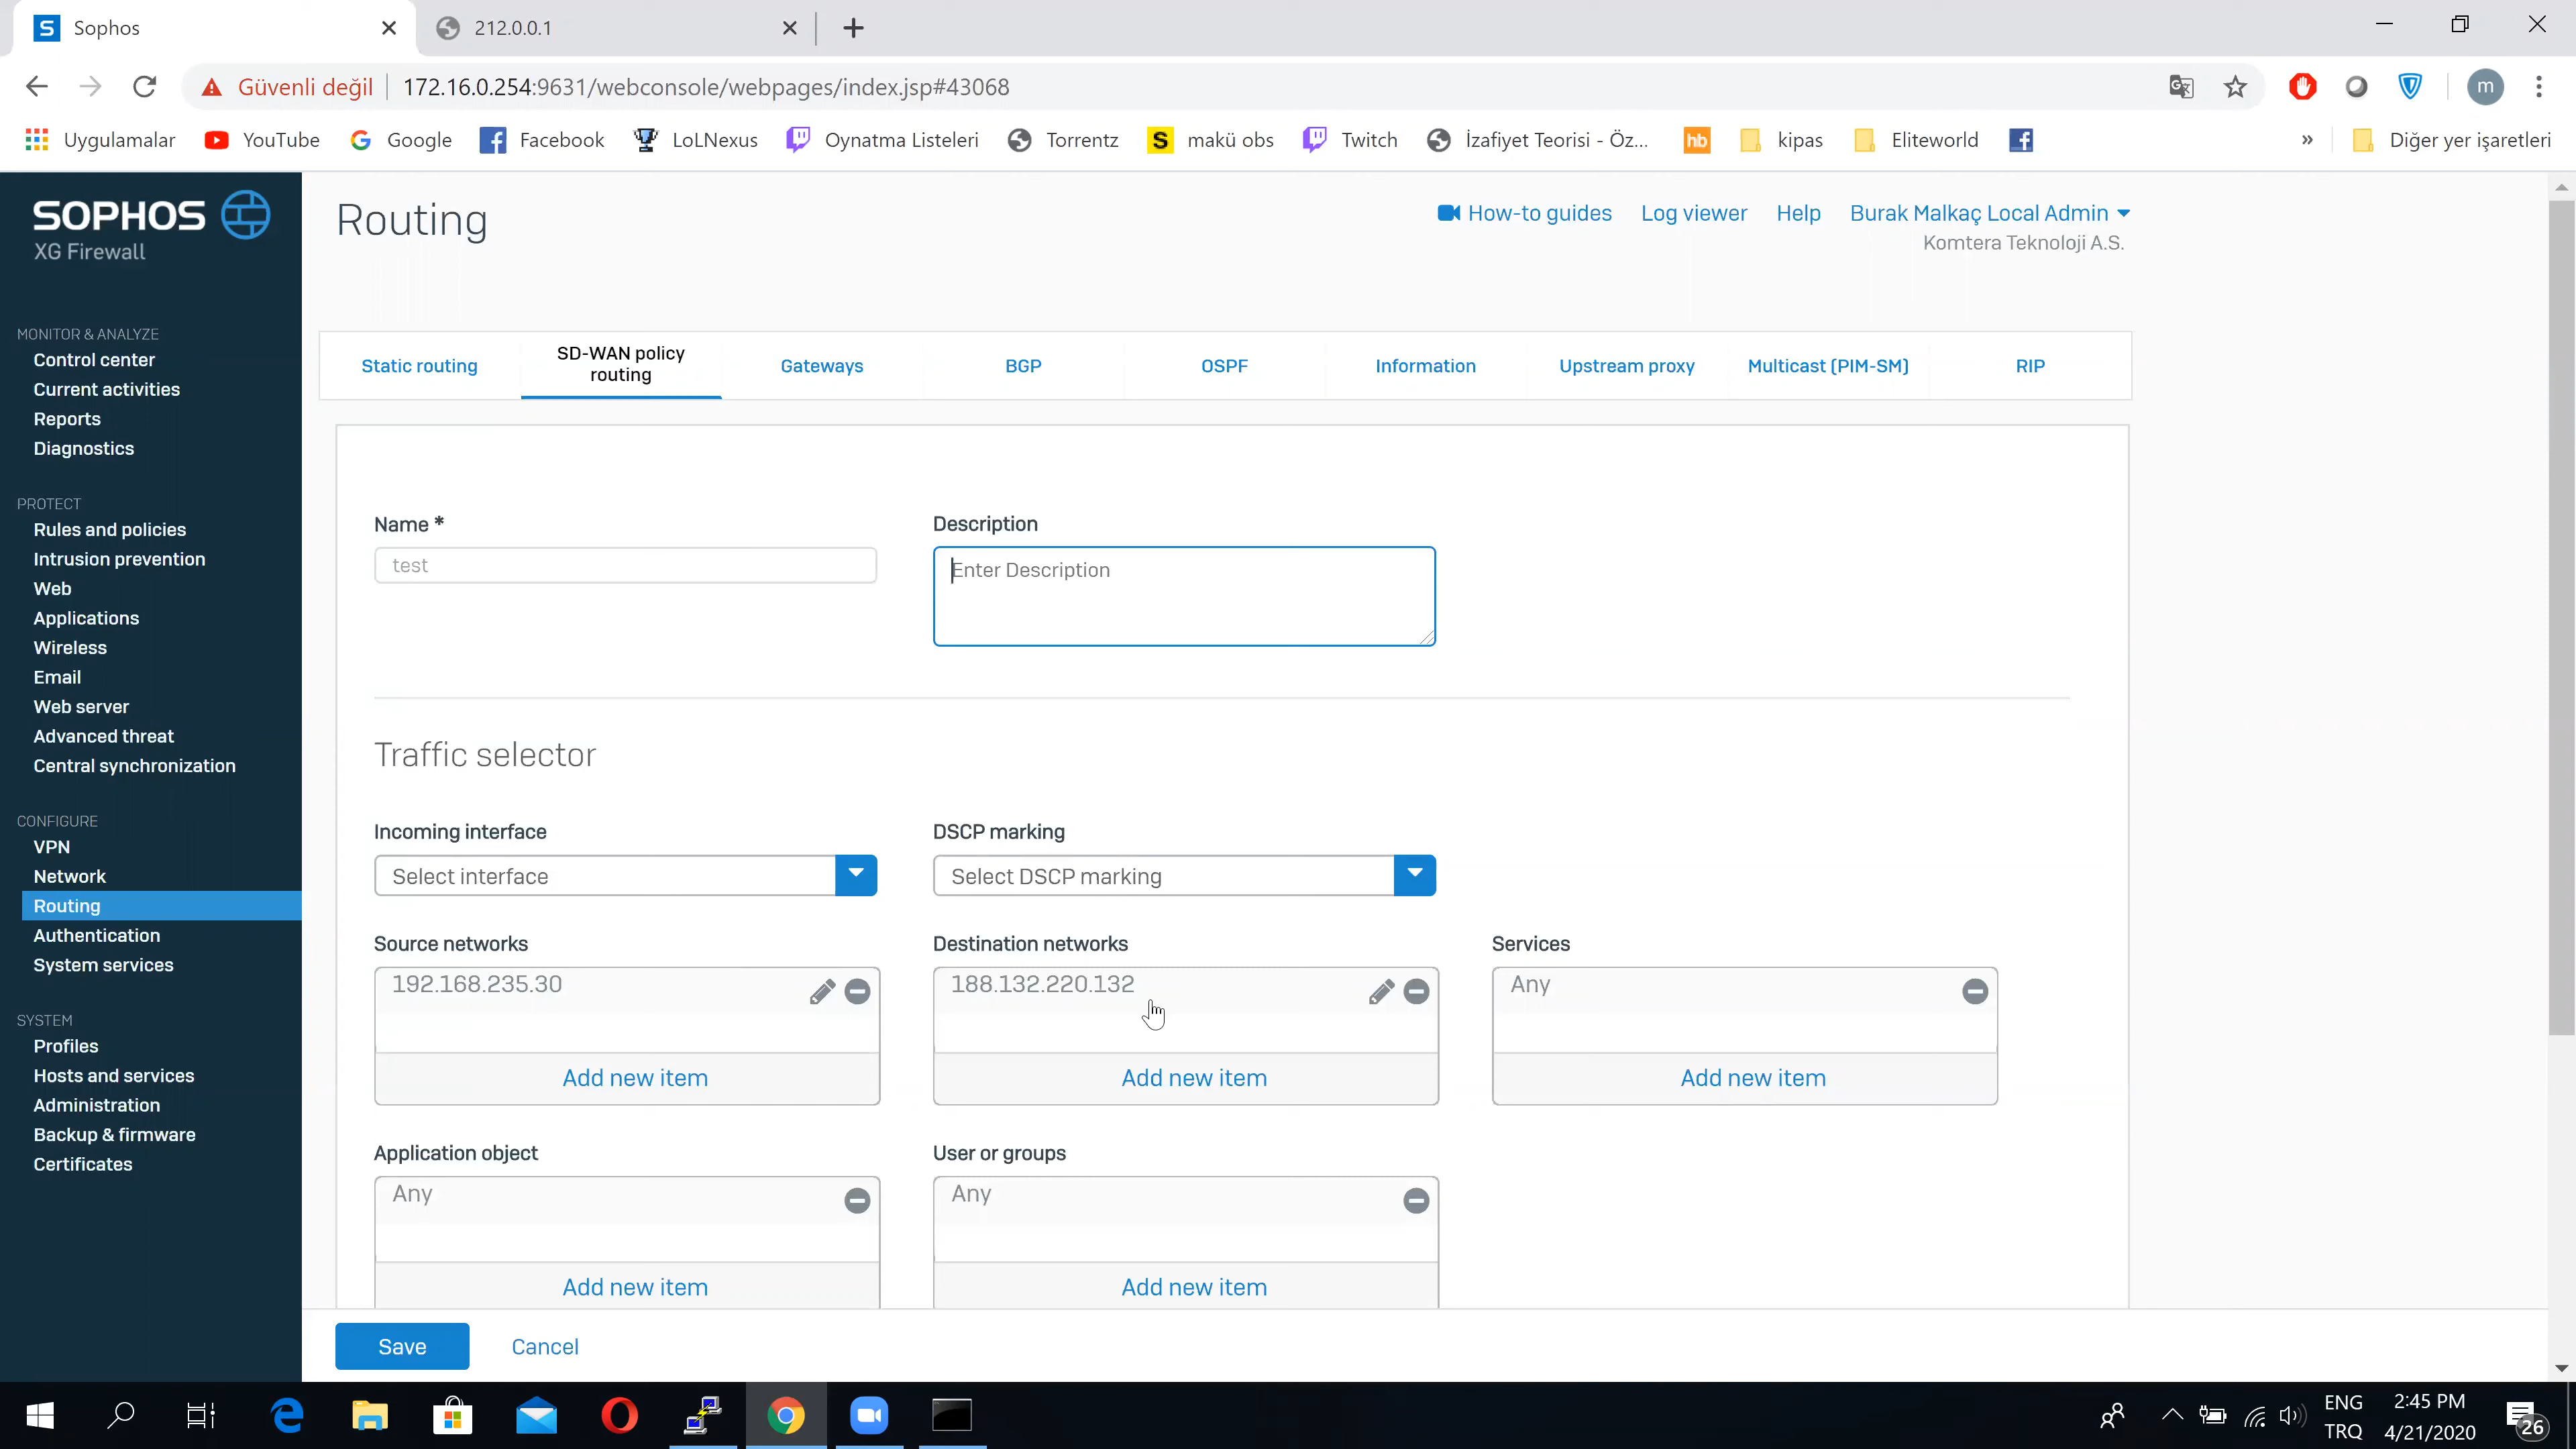 Sophos
212.0.0.1
Güvenli değil
172.16.0.254:9631/webconsole/webpages/index.jsp#43068
m
Uygulamalar
YouTube
Google
Facebook
LoLNexus
Oynatma Listeleri
Torrentz
makü obs
Twitch
İzafiyet Teorisi - Öz...
hb
kipas
Eliteworld
»
Diğer yer işaretleri
SOPHOS
XG Firewall
MONITOR & ANALYZE
Control center
Current activities
Reports
Diagnostics
PROTECT
Rules and policies
Intrusion prevention
Web
Applications
Wireless
Email
Web server
Advanced threat
Central synchronization
CONFIGURE
VPN
Network
Routing
Authentication
System services
SYSTEM
Profiles
Hosts and services
Administration
Backup & firmware
Certificates
Routing
How-to guides
Log viewer
Help
Burak Malkaç Local Admin
Komtera Teknoloji A.S.
Static routing
SD-WAN policy
routing
Gateways
BGP
OSPF
Information
Upstream proxy
Multicast (PIM-SM)
RIP
Name *
test
Description
Enter Description
Traffic selector
Incoming interface
Select interface
DSCP marking
Select DSCP marking
Source networks
192.168.235.30
Add new item
Destination networks
188.132.220.132
Add new item
Services
Any
Add new item
Application object
Any
Add new item
User or groups
Any
Add new item
Save
Cancel
ENG
TRQ
2:45 PM
4/21/2020
26